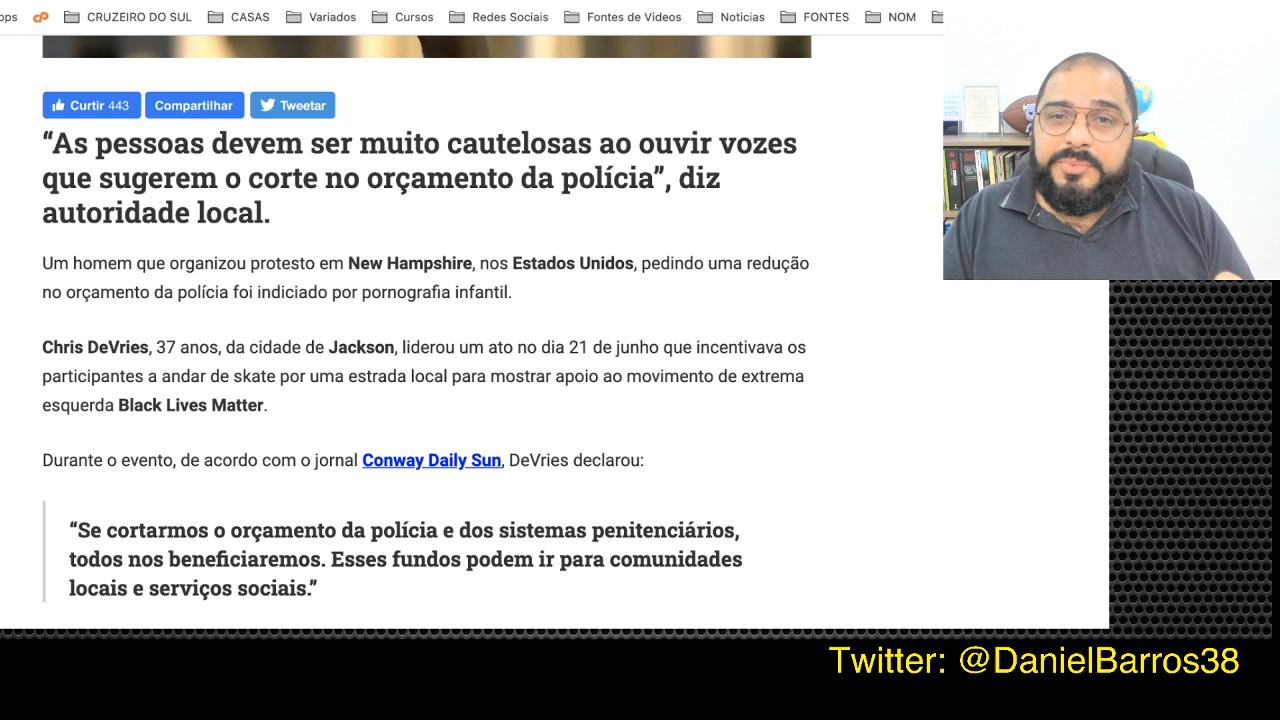 pps
CRUZEIRO DO SUL
CASAS
Variados
Cursos
Redes Sociais
Fontes de Videos
Noticias
FONTES
NOM
Curtir 443
Compartilhar
Tweetar
“As pessoas devem ser muito cautelosas ao ouvir vozes
que sugerem o corte no orçamento da polícia”, diz
autoridade local.
Um homem que organizou protesto em New Hampshire, nos Estados Unidos, pedindo uma redução
no orçamento da polícia foi indiciado por pornografia infantil.
Chris DeVries, 37 anos, da cidade de Jackson, liderou um ato no dia 21 de junho que incentivava os
participantes a andar de skate por uma estrada local para mostrar apoio ao movimento de extrema
esquerda Black Lives Matter.
Durante o evento, de acordo com o jornal Conway Daily Sun, DeVries declarou:
“Se cortarmos o orçamento da polícia e dos sistemas penitenciários,
todos nos beneficiaremos. Esses fundos podem ir para comunidades
locais e serviços sociais.”
Twitter: @DanielBarros38